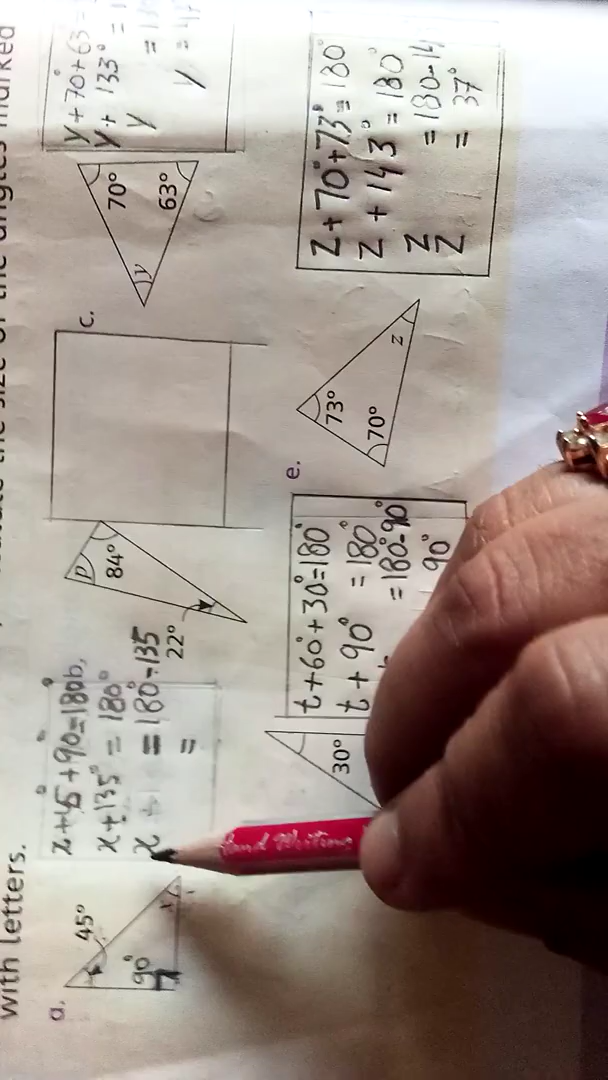 with letters.
a.
45°
90°
x
x+45°+90°=180°
x+135° = 180°
x = 180°-135
=
b.
p
84°
22°
c.
70°
63°
y
y+70°+63
y+ 133°
y
y
30°
t+60°+30°=180°
t+90° =180°
=180°-90°
90°
e.
73°
70°
z
z+70°+73°=180°
z+143°=180°
z =180-14
z = 37°